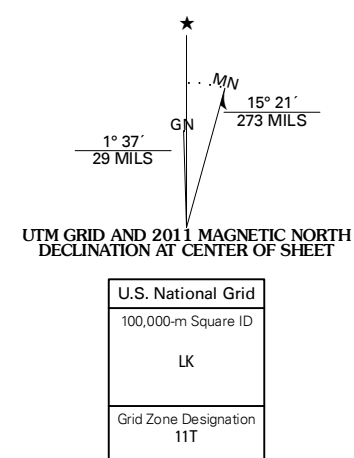 ★
MN
GN
15° 21´
273 MILS
1° 37´
29 MILS
UTM GRID AND 2011 MAGNETIC NORTH
DECLINATION AT CENTER OF SHEET
U.S. National Grid
100,000-m Square ID
LK
Grid Zone Designation
11T